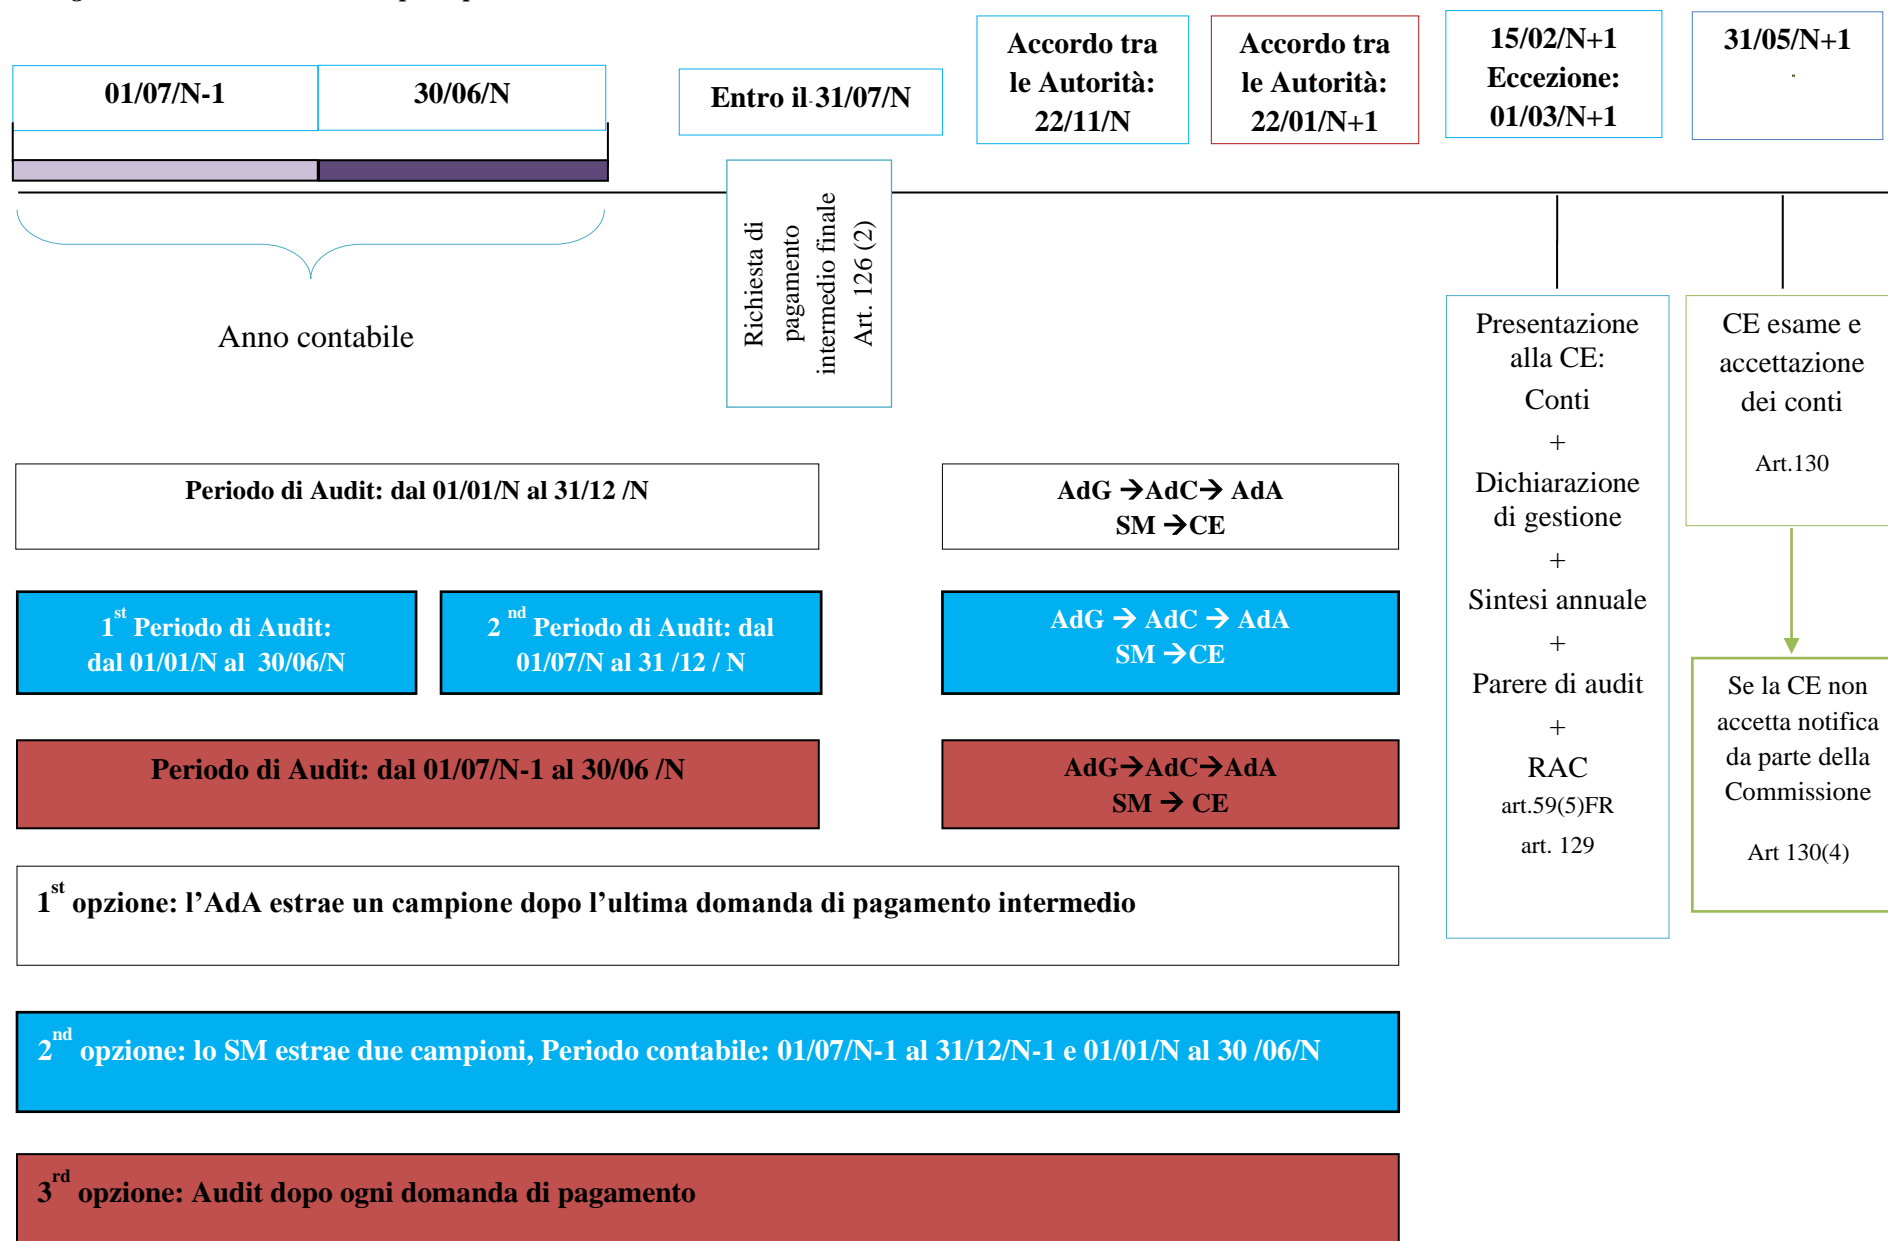 01/07/N-1
30/06/N
Entro il 31/07/N
Accordo tra
le Autorità:
22/11/N
Accordo tra
le Autorità:
22/01/N+1
15/02/N+1
Eccezione:
01/03/N+1
31/05/N+1
Anno contabile
Richiesta di
pagamento
intermedio finale
Art. 126 (2)
Presentazione
alla CE:
Conti
+
Dichiarazione
di gestione
+
Sintesi annuale
+
Parere di audit
+
RAC
art.59(5)FR
art. 129
CE esame e
accettazione
dei conti
Art.130
Se la CE non
accetta notifica
da parte della
Commissione
Art 130(4)
Periodo di Audit: dal 01/01/N al 31/12 /N
AdG →AdC→ AdA
SM →CE
1st Periodo di Audit:
dal 01/01/N al 30/06/N
2 nd Periodo di Audit: dal
01/07/N al 31 /12 / N
AdG → AdC → AdA
SM →CE
Periodo di Audit: dal 01/07/N-1 al 30/06 /N
AdG→AdC→AdA
SM → CE
1st opzione: l’AdA estrae un campione dopo l’ultima domanda di pagamento intermedio
2nd opzione: lo SM estrae due campioni, Periodo contabile: 01/07/N-1 al 31/12/N-1 e 01/01/N al 30 /06/N
3rd opzione: Audit dopo ogni domanda di pagamento